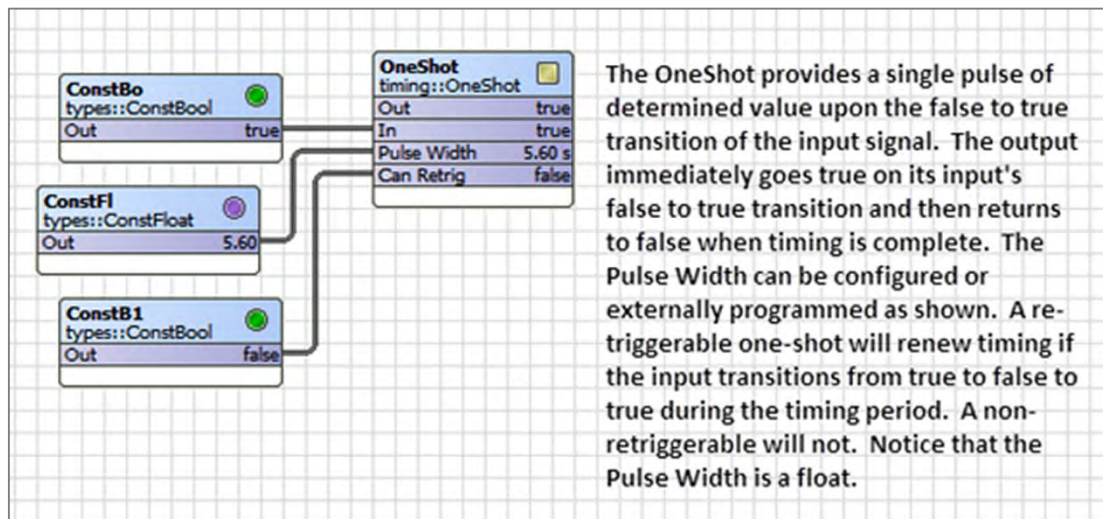 ConstBo
types::ConstBool
Out true
ConstFl
types::ConstFloat
Out 5.60
ConstB1
types::ConstBool
Out false
OneShot
timing::OneShot
Out true
In true
Pulse Width 5.60 s
Can Retrig false
The OneShot provides a single pulse of
determined value upon the false to true
transition of the input signal. The output
immediately goes true on its input's
false to true transition and then returns
to false when timing is complete. The
Pulse Width can be configured or
externally programmed as shown. A re-
triggerable one-shot will renew timing if
the input transitions from true to false to
true during the timing period. A non-
retriggerable will not. Notice that the
Pulse Width is a float.